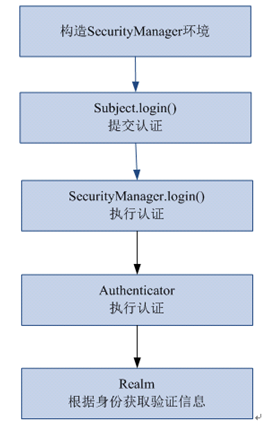 构造SecurityManager环境
Subject.login()
提交认证
SecurityManager.login()
执行认证
Authenticator
执行认证
Realm
根据身份获取验证信息